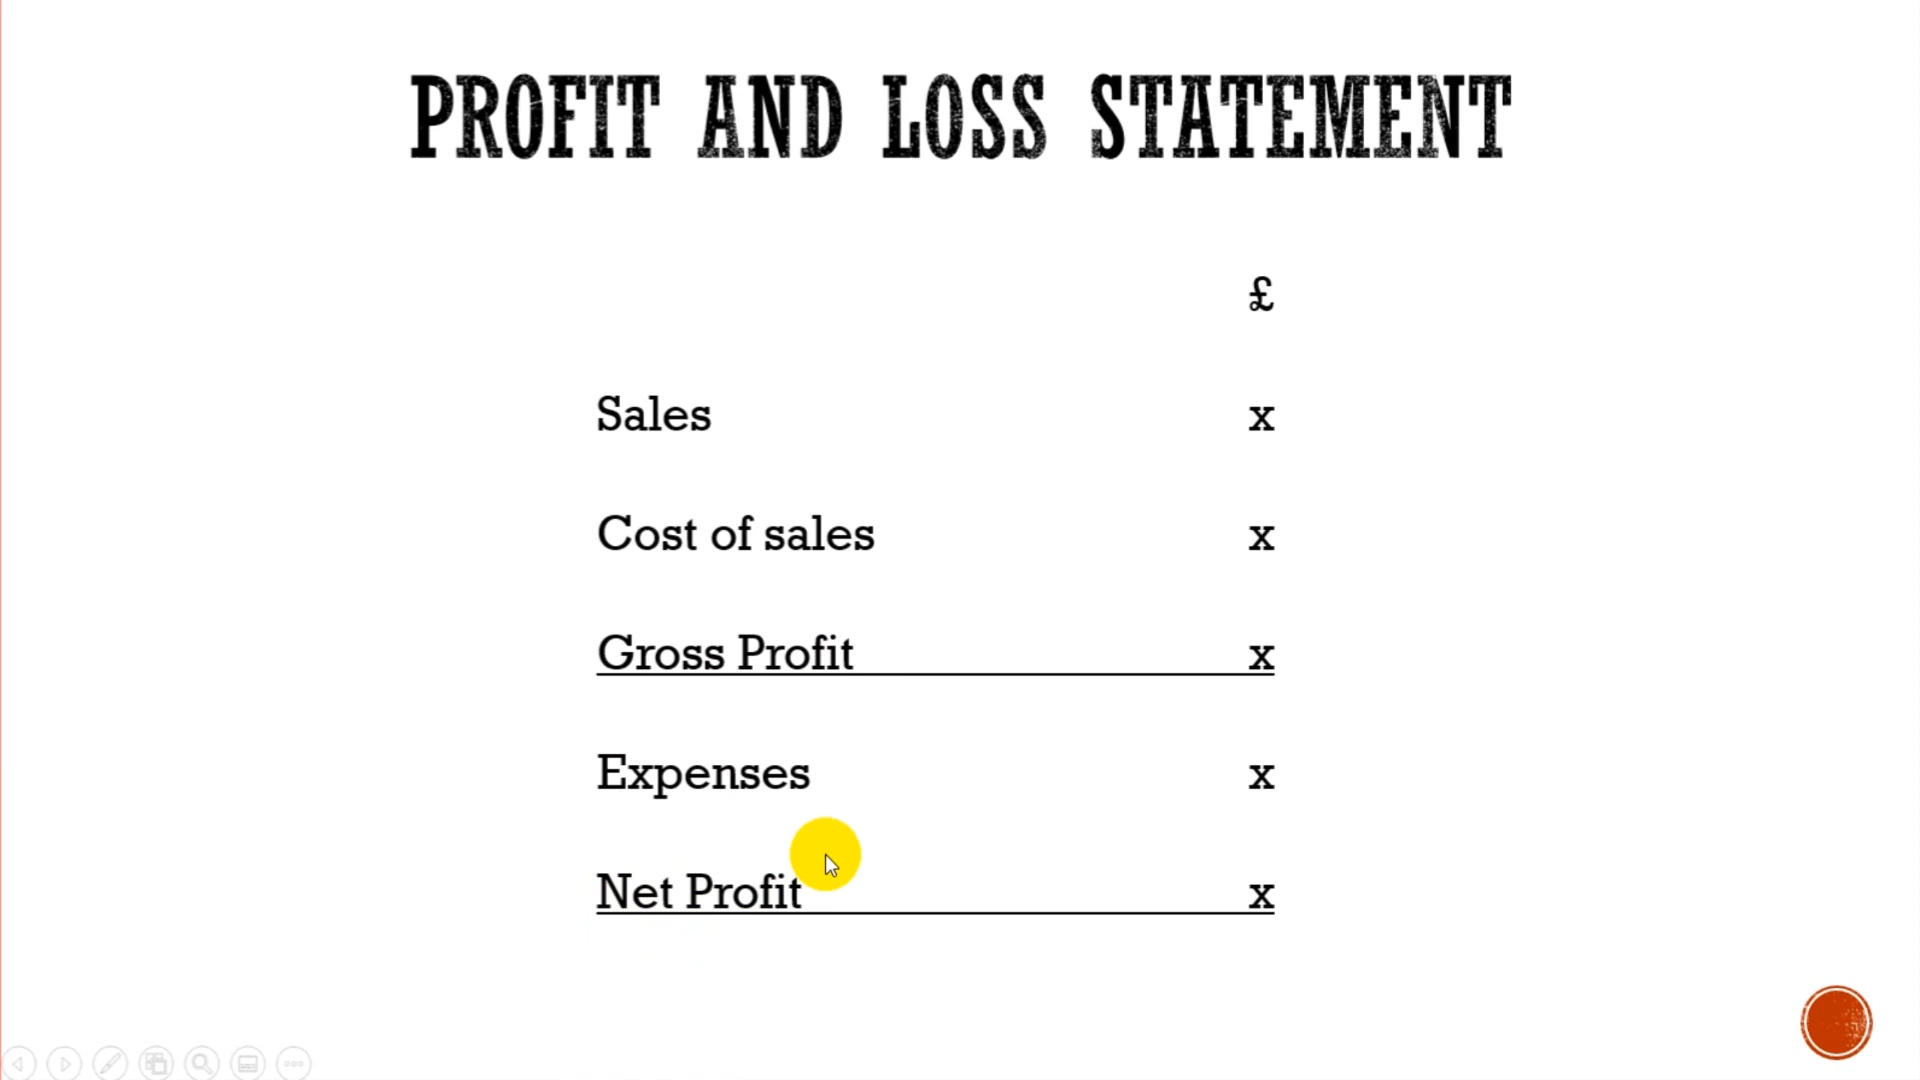 PROFIT AND LOSS STATEMENT
£
Sales x
Cost of sales x
Gross Profit x
Expenses x
Net Profit x